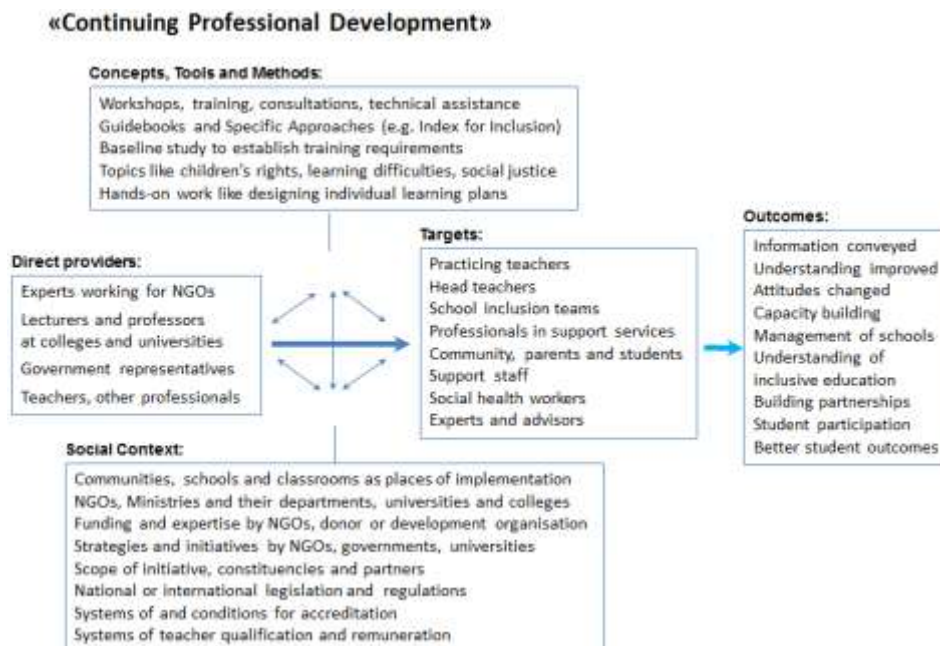 «Continuing Professional Development»
Concepts, Tools and Methods:
Workshops, training, consultations, technical assistance
Guidebooks and Specific Approaches (e.g. Index for Inclusion)
Baseline study to establish training requirements
Topics like children's rights, learning difficulties, social justice
Hands-on work like designing individual learning plans
Direct providers:
Experts working for NGOs
Lecturers and professors
at colleges and universities
Government representatives
Teachers, other professionals
Targets:
Practicing teachers
Head teachers
School inclusion teams
Professionals in support services
Community, parents and students
Support staff
Social health workers
Experts and advisors
Outcomes:
Information conveyed
Understanding improved
Attitudes changed
Capacity building
Management of schools
Understanding of
inclusive education
Building partnerships
Student participation
Better student outcomes
Social Context:
Communities, schools and classrooms as places of implementation
NGOs, Ministries and their departments, universities and colleges
Funding and expertise by NGOs, donor or development organisation
Strategies and initiatives by NGOs, governments, universities
Scope of initiative, constituencies and partners
National or international legislation and regulations
Systems of and conditions for accreditation
Systems of teacher qualification and remuneration